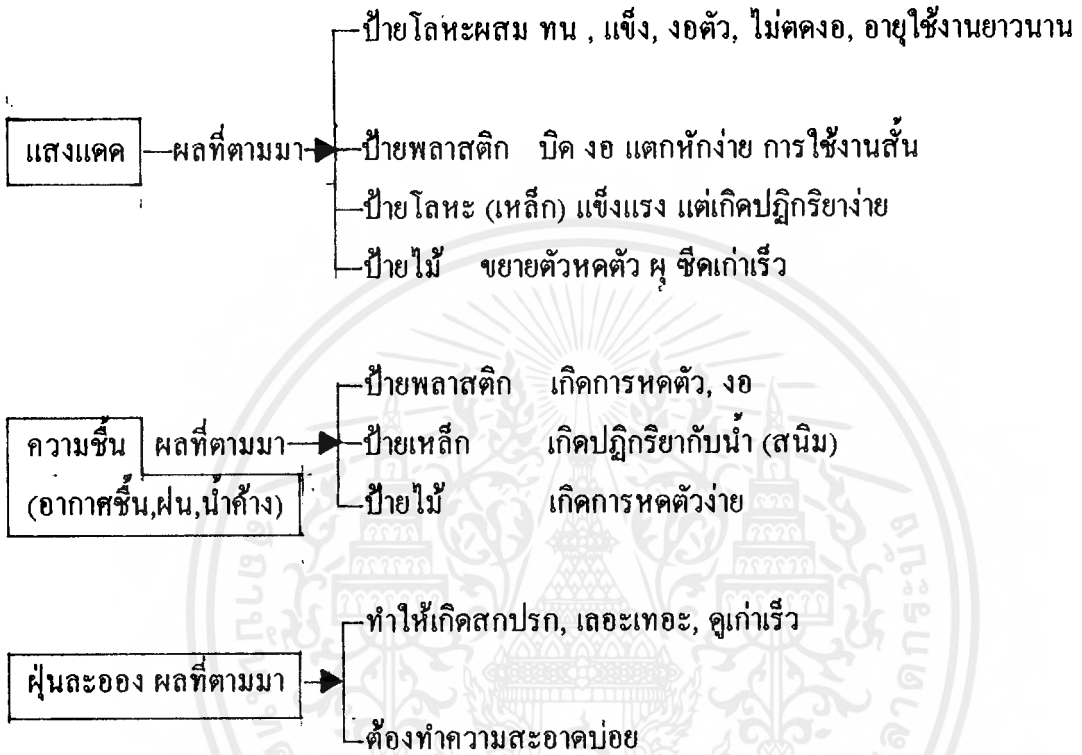 ป้ายโลหะผสม ทน , แข็ง, งอตัว, ไม่คดงอ, อายุใช้งานยาวนาน
แสงแดด ผลที่ตามมา ป้ายพลาสติก บิด งอ แตกหักง่าย การใช้งานสั้น
ป้ายโลหะ (เหล็ก) แข็งแรง แต่เกิดปฏิกริยาง่าย
ป้ายไม้ ขยายตัวหดตัว ผุ ซีดเก่าเร็ว
ป้ายพลาสติก เกิดการหดตัว, งอ
ความชื้น ผลที่ตามมา ป้ายเหล็ก เกิดปฏิกริยากับน้ำ (สนิม)
(อากาศชื้น,ฝน,น้ำค้าง) ป้ายไม้ เกิดการหดตัวง่าย
ทำให้เกิดสกปรก, เลอะเทอะ, ดูเก่าเร็ว
ฝุ่นละออง ผลที่ตามมา
ต้องทำความสะอาดบ่อย